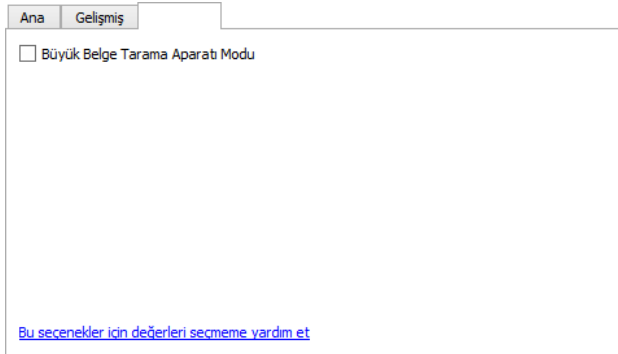 Ana Gelişmiş
Büyük Belge Tarama Aparatı Modu
Bu seçenekler için değerleri seçmeme yardım et